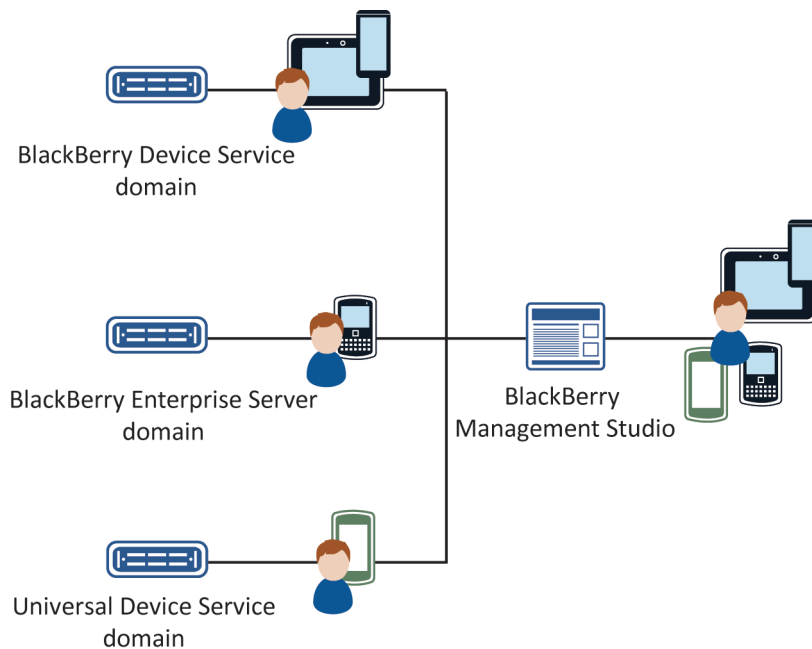 BlackBerry Device Service
domain
BlackBerry Enterprise Server
domain
BlackBerry
Management Studio
Universal Device Service
domain